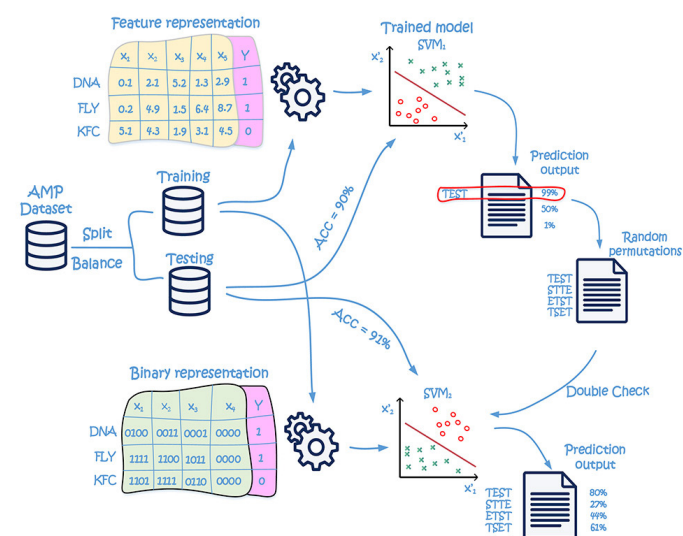 Feature representation
X1 X2 X3 X4 X5 Y
DNA 0.1 2.1 5.2 1.3 2.9 1
FLY 0.2 4.9 1.5 6.4 8.7 1
KFC 5.1 4.3 1.9 3.1 4.5 0
Trained model
SVM1
X'2
X'1
Prediction
output
TEST 99%
50%
1%
AMP
Dataset
Split
Balance
Training
Testing
ACC = 90%
ACC = 91%
Random
permutations
TEST
STTE
ETST
TSET
Double Check
Binary representation
X1 X2 X3 X4 Y
DNA 0100 0011 0001 0000 1
FLY 1111 1100 1011 0000 1
KFC 1101 1111 0110 0000 0
SVM2
X'2
X'1
Prediction
output
TEST 80%
STTE 27%
ETST 44%
TSET 61%